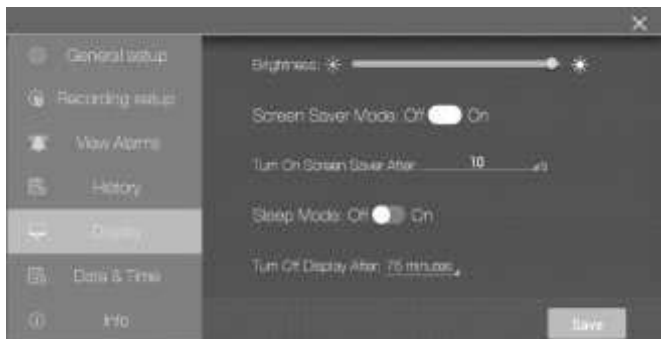 General setup
Recording setup
View Alarms
History
Display
Data & Time
Info
Brightness:
Screen Saver Mode: Off On
Turn On Screen Saver After 10
Sleep Mode: Off On
Turn Off Display After: 75 minutes
Save